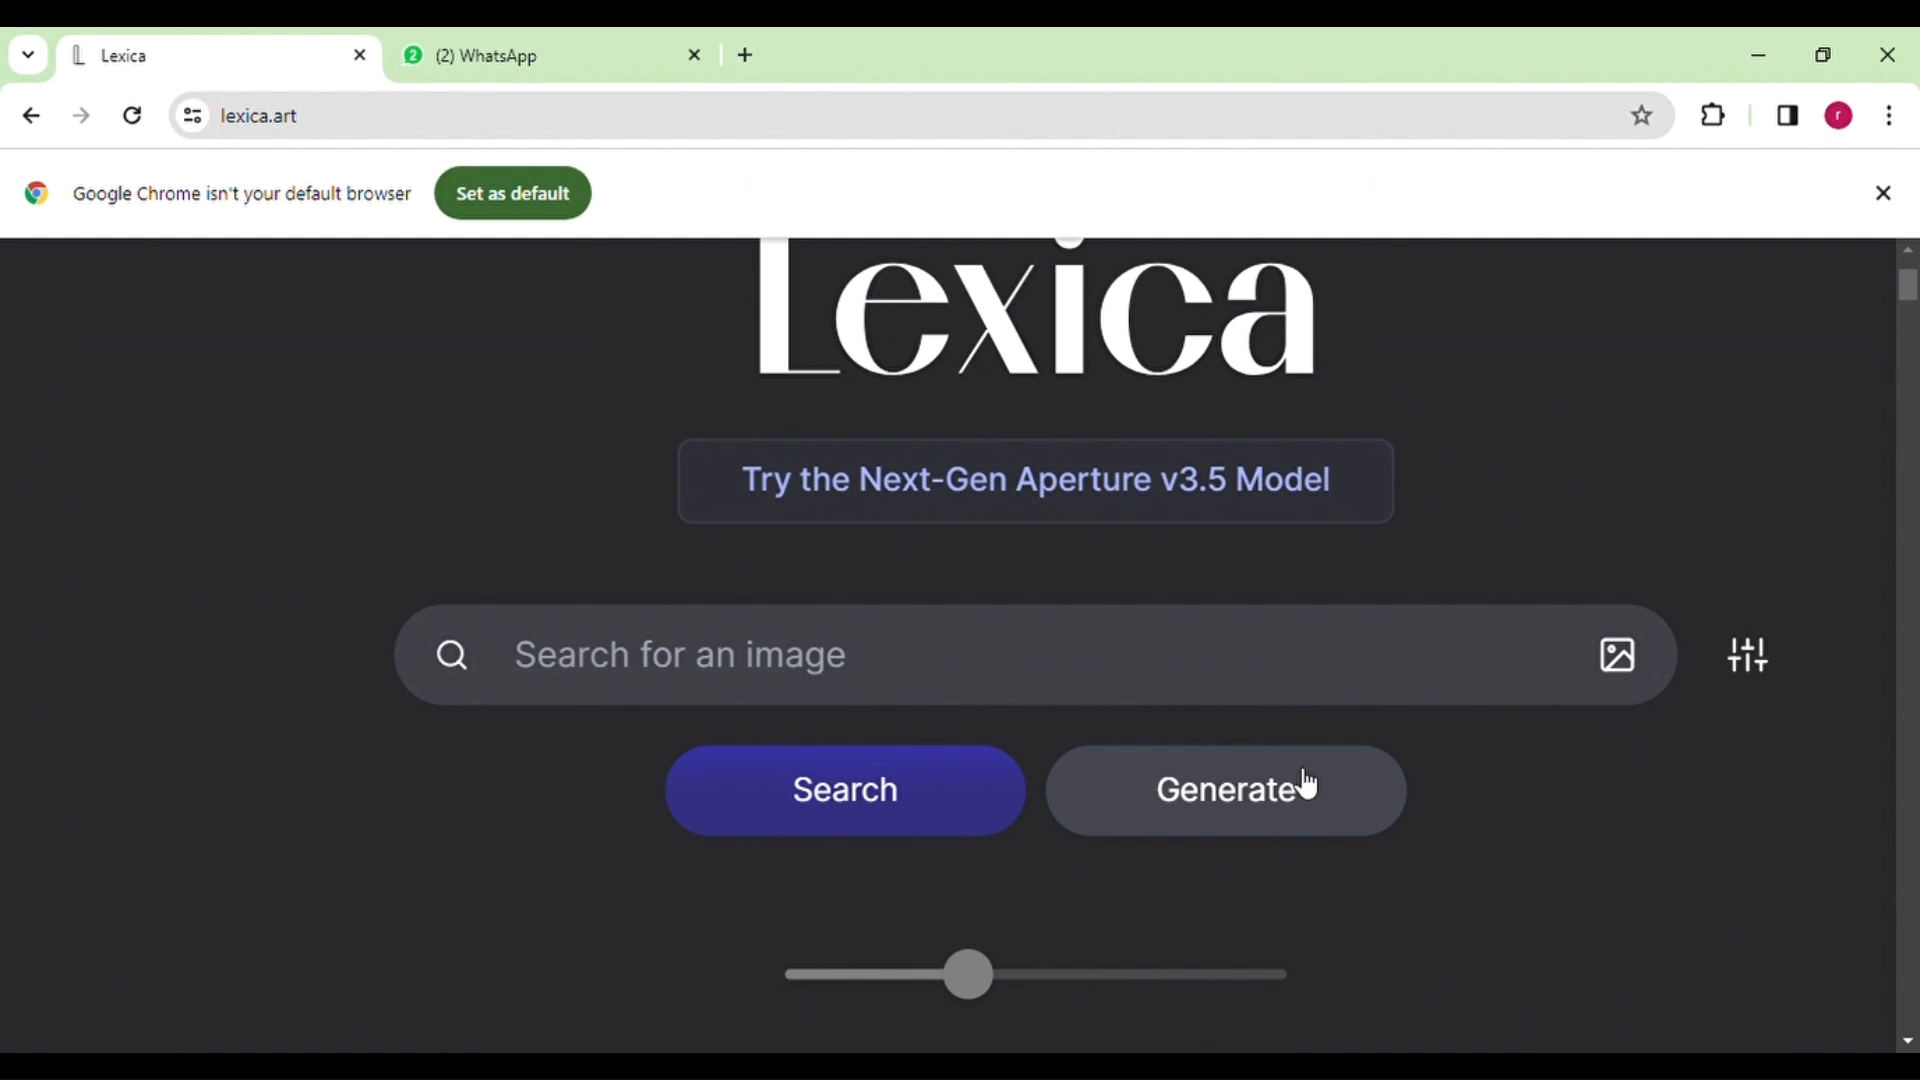 Lexica
2 (2) WhatsApp
lexica.art
r
Google Chrome isn't your default browser
Set as default
Lexica
Try the Next-Gen Aperture v3.5 Model
Search for an image
Search
Generate